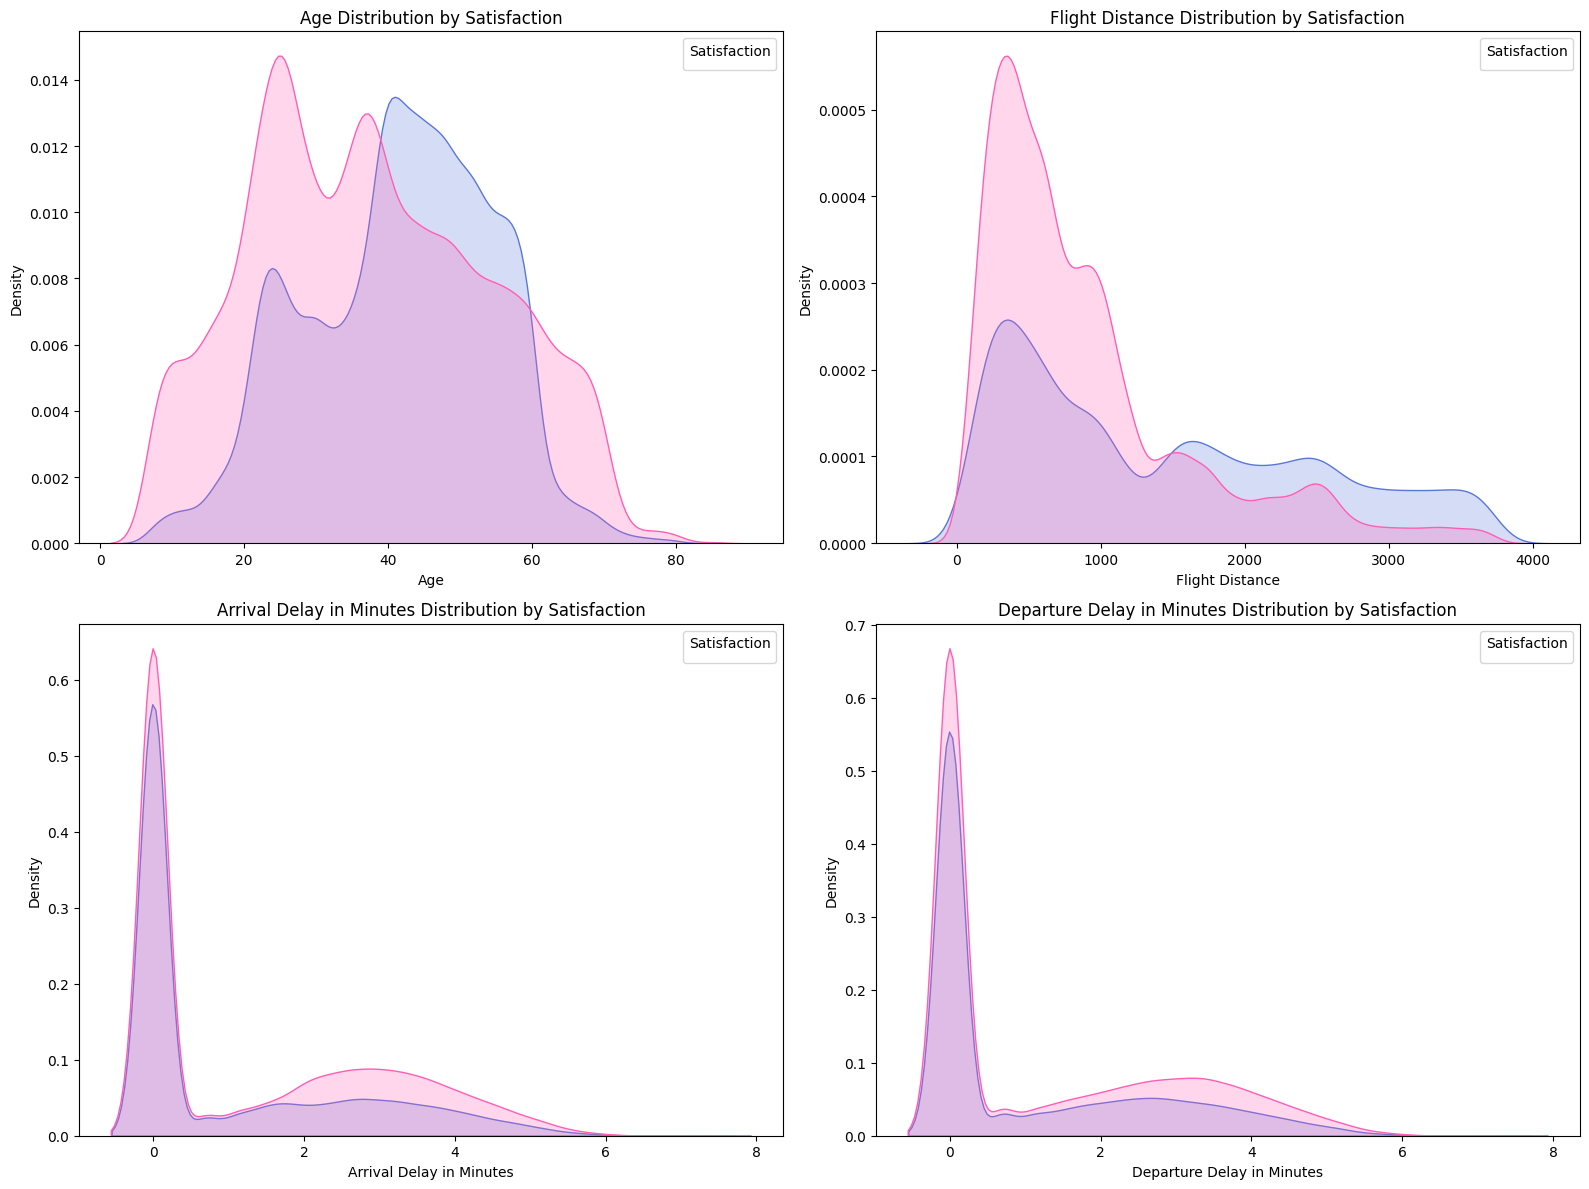 Age Distribution by Satisfaction
Satisfaction
0.014
0.012
0.010
0.008
0.006
0.004
0.002
0.000
Density
0 20 40 60 80
Age
Flight Distance Distribution by Satisfaction
Satisfaction
0.0005
0.0004
0.0003
0.0002
0.0001
0.0000
Density
0 1000 2000 3000 4000
Flight Distance
Arrival Delay in Minutes Distribution by Satisfaction
Satisfaction
0.6
0.5
0.4
0.3
0.2
0.1
0.0
Density
0 2 4 6 8
Arrival Delay in Minutes
Departure Delay in Minutes Distribution by Satisfaction
Satisfaction
0.7
0.6
0.5
0.4
0.3
0.2
0.1
0.0
Density
0 2 4 6 8
Departure Delay in Minutes